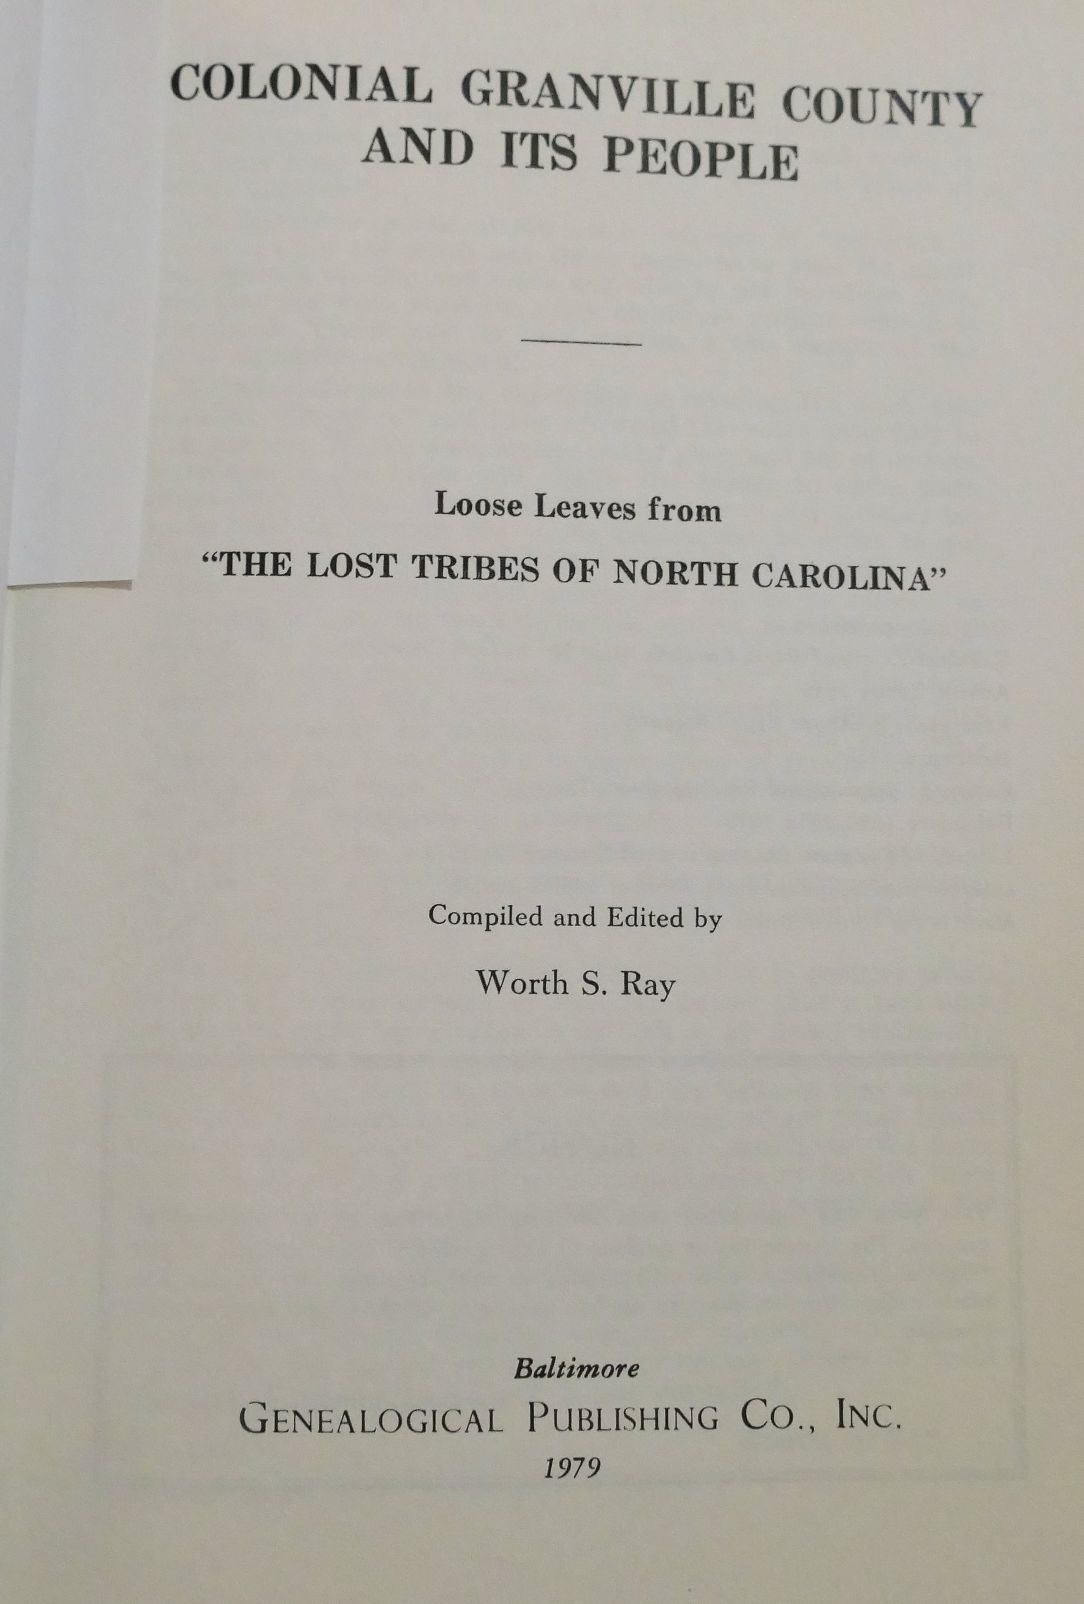 COLONIAL GRANVILLE COUNTY
AND ITS PEOPLE
Loose Leaves from
“THE LOST TRIBES OF NORTH CAROLINA”
Compiled and Edited by
Worth S. Ray
Baltimore
GENEALOGICAL PUBLISHING CO., INC.
1979